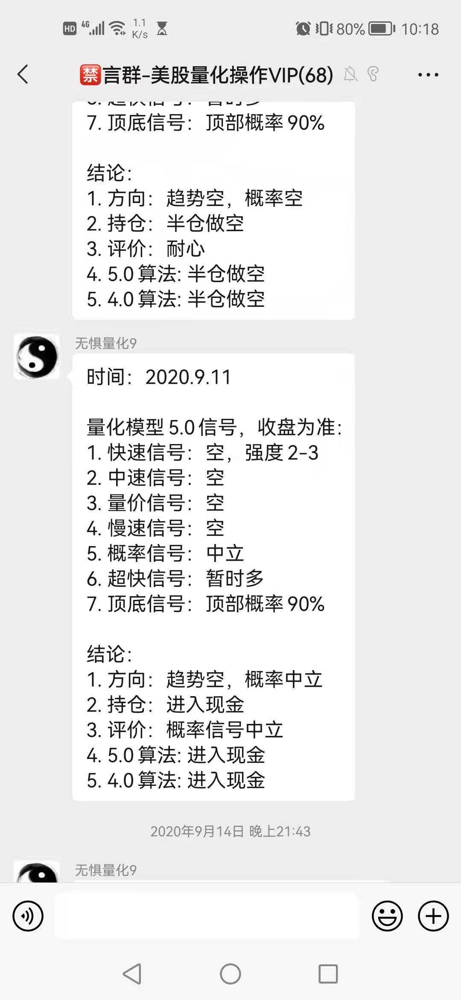 HD 4G 1.1 K/s 80% 10:18
禁言群-美股量化操作VIP(68)
7. 顶底信号：顶部概率 90%
结论：
1. 方向：趋势空，概率空
2. 持仓：半仓做空
3. 评价：耐心
4. 5.0 算法: 半仓做空
5. 4.0 算法: 半仓做空
无惧量化9
时间：2020.9.11
量化模型 5.0 信号，收盘为准：
1. 快速信号：空，强度 2-3
2. 中速信号：空
3. 量价信号：空
4. 慢速信号：空
5. 概率信号：中立
6. 超快信号：暂时多
7. 顶底信号：顶部概率 90%
结论：
1. 方向：趋势空，概率中立
2. 持仓：进入现金
3. 评价：概率信号中立
4. 5.0 算法: 进入现金
5. 4.0 算法: 进入现金
2020年9月14日 晚上21:43
无惧量化9